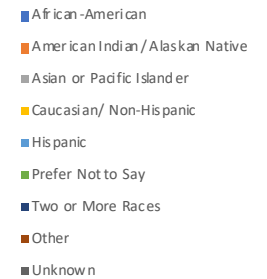 African-American
American Indian/Alaskan Native
Asian or Pacific Islander
Caucasian/ Non-Hispanic
Hispanic
Prefer Not to Say
Two or More Races
Other
Unknown